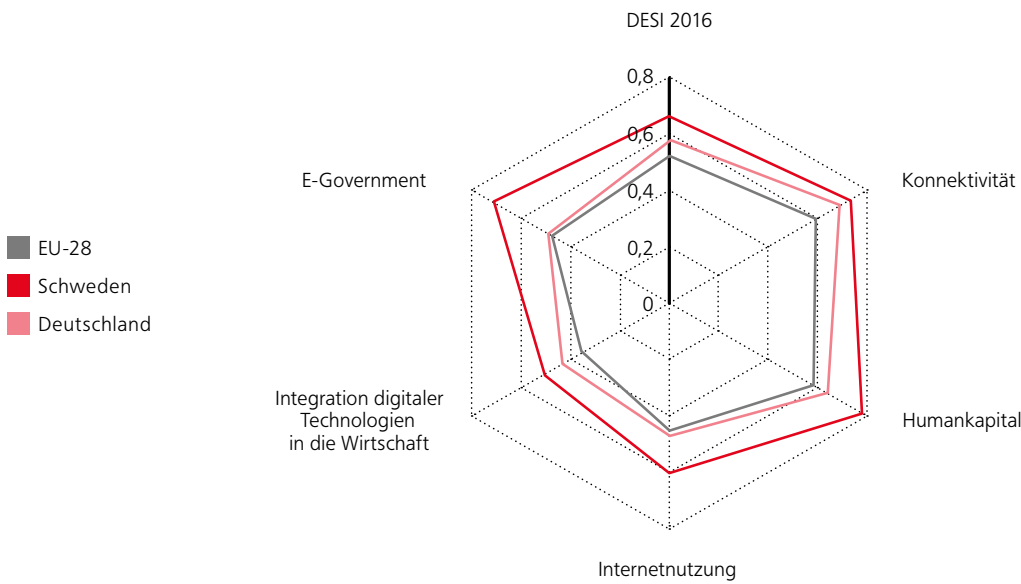 DESI 2016
0,8
0,6
0,4
0,2
0
E-Government
Konnektivität
EU-28
Schweden
Deutschland
Integration digitaler
Technologien
in die Wirtschaft
Humankapital
Internetnutzung